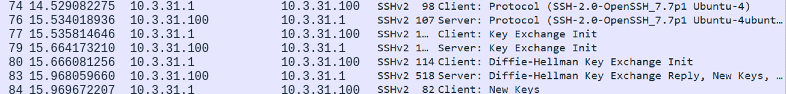 74 14.529082275 10.3.31.1 10.3.31.100 SSHv2 98 Client: Protocol (SSH-2.0-OpenSSH_7.7p1 Ubuntu-4)
76 15.534018936 10.3.31.100 10.3.31.1 SSHv2 107 Server: Protocol (SSH-2.0-OpenSSH_7.7p1 Ubuntu-4ubunt…
77 15.535814646 10.3.31.1 10.3.31.100 SSHv2 1… Client: Key Exchange Init
79 15.664173210 10.3.31.100 10.3.31.1 SSHv2 1… Server: Key Exchange Init
80 15.666081256 10.3.31.1 10.3.31.100 SSHv2 114 Client: Diffie-Hellman Key Exchange Init
83 15.968059660 10.3.31.100 10.3.31.1 SSHv2 518 Server: Diffie-Hellman Key Exchange Reply, New Keys, …
84 15.969672207 10.3.31.1 10.3.31.100 SSHv2 82 Client: New Keys